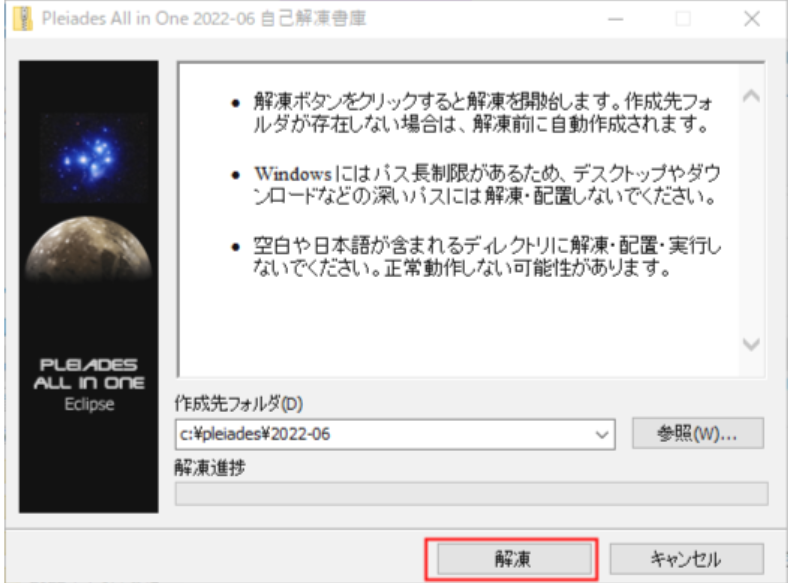 Pleiades All in One 2022-06 自己解凍書庫
• 解凍ボタンをクリックすると解凍を開始します。作成先フォ
ルダが存在しない場合は、解凍前に自動作成されます。
• Windowsにはパス長制限があるため、デスクトップやダウ
ンロードなどの深いパスには解凍・配置しないでください。
• 空白や日本語が含まれるディレクトリに解凍・配置・実行し
ないでください。正常動作しない可能性があります。
PLEIADES
ALL IN ONE
Eclipse
作成先フォルダ(D)
c:¥pleiades¥2022-06
参照(W)...
解凍進捗
解凍
キャンセル